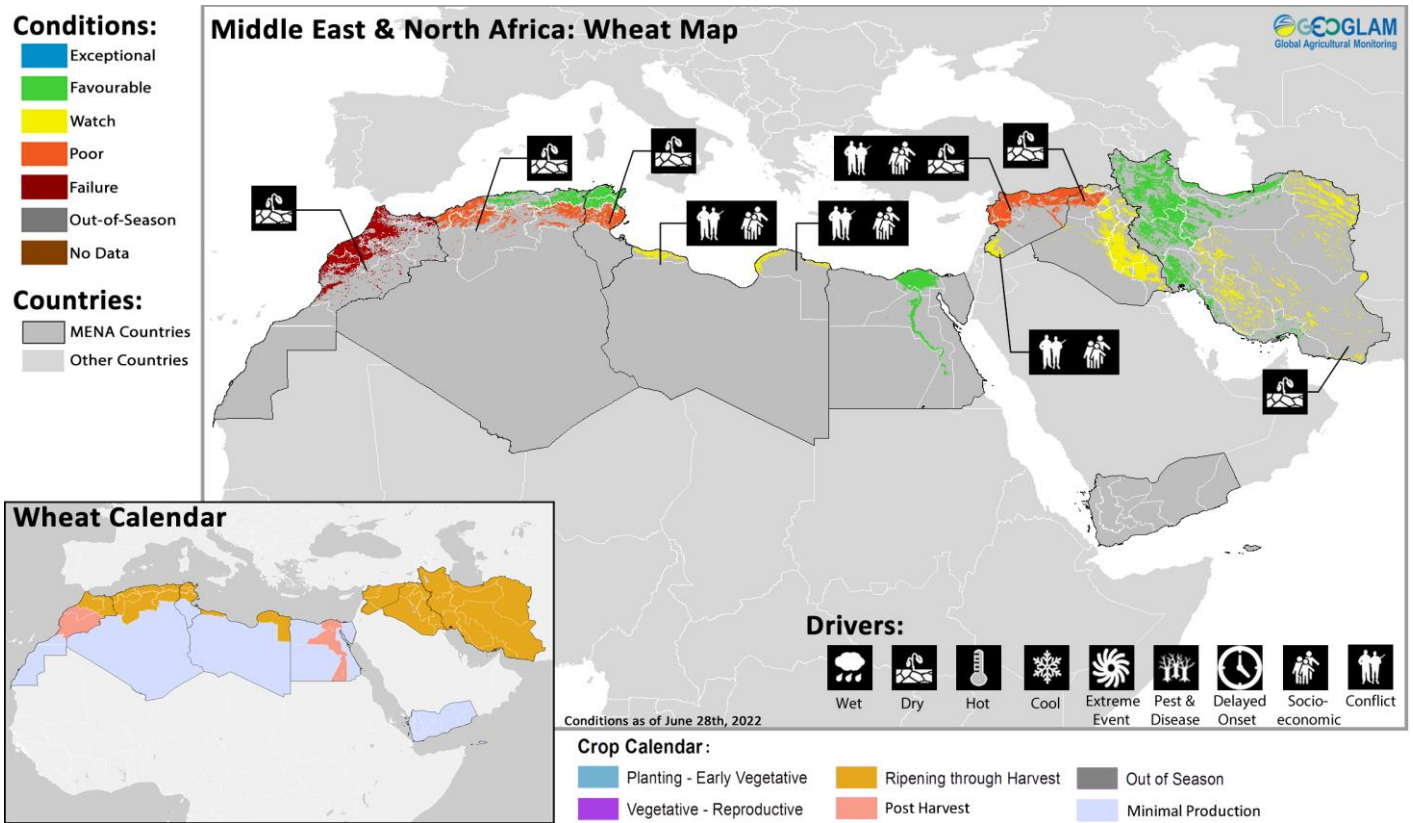 Conditions:
Exceptional
Favourable
Watch
Poor
Failure
Out-of-Season
No Data
Countries:
MENA Countries
Other Countries
Middle East & North Africa: Wheat Map
GEOGLAM
Global Agricultural Monitoring
Wheat Calendar
Drivers:
Wet
Dry
Hot
Cool
Extreme
Event
Pest &
Disease
Delayed
Onset
Socio-
economic
Conflict
Conditions as of June 28th, 2022
Crop Calendar:
Planting - Early Vegetative
Ripening through Harvest
Out of Season
Vegetative - Reproductive
Post Harvest
Minimal Production